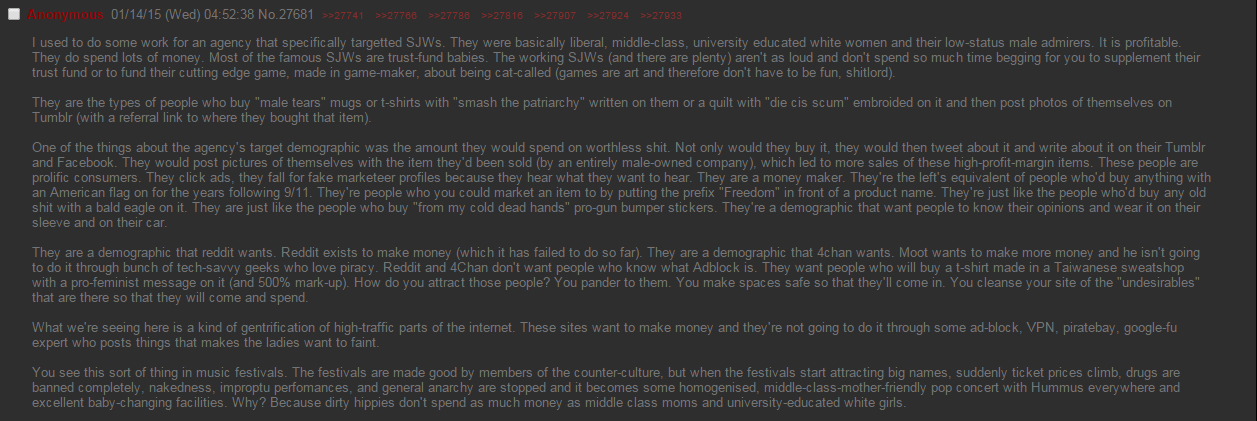 Anonymous 01/14/15 (Wed) 04:52:38 No.27681 >>27741 >>27766 >>27786 >>27816 >>27907 >>27924 >>27933
I used to do some work for an agency that specifically targetted SJWs. They were basically liberal, middle-class, university educated white women and their low-status male admirers. It is profitable.
They do spend lots of money. Most of the famous SJWs are trust-fund babies. The working SJWs (and there are plenty) aren't as loud and don't spend so much time begging for you to supplement their
trust fund or to fund their cutting edge game, made in game-maker, about being cat-called (games are art and therefore don't have to be fun, shitlord).
They are the types of people who buy "male tears" mugs or t-shirts with "smash the patriarchy" written on them or a quilt with "die cis scum" embroided on it and then post photos of themselves on
Tumblr (with a referral link to where they bought that item).
One of the things about the agency's target demographic was the amount they would spend on worthless shit. Not only would they buy it, they would then tweet about it and write about it on their Tumblr
and Facebook. They would post pictures of themselves with the item they'd been sold (by an entirely male-owned company), which led to more sales of these high-profit-margin items. These people are
prolific consumers. They click ads, they fall for fake marketeer profiles because they hear what they want to hear. They are a money maker. They're the left's equivalent of people who'd buy anything with
an American flag on for the years following 9/11. They're people who you could market an item to by putting the prefix "Freedom" in front of a product name. They're just like the people who'd buy any old
shit with a bald eagle on it. They are just like the people who buy "from my cold dead hands" pro-gun bumper stickers. They're a demographic that want people to know their opinions and wear it on their
sleeve and on their car.
They are a demographic that reddit wants. Reddit exists to make money (which it has failed to do so far). They are a demographic that 4chan wants. Moot wants to make more money and he isn't going
to do it through bunch of tech-savvy geeks who love piracy. Reddit and 4Chan don't want people who know what Adblock is. They want people who will buy a t-shirt made in a Taiwanese sweatshop
with a pro-feminist message on it (and 500% mark-up). How do you attract those people? You pander to them. You make spaces safe so that they'll come in. You cleanse your site of the "undesirables"
that are there so that they will come and spend.
What we're seeing here is a kind of gentrification of high-traffic parts of the internet. These sites want to make money and they're not going to do it through some ad-block, VPN, piratebay, google-fu
expert who posts things that makes the ladies want to faint.
You see this sort of thing in music festivals. The festivals are made good by members of the counter-culture, but when the festivals start attracting big names, suddenly ticket prices climb, drugs are
banned completely, nakedness, improptu perfomances, and general anarchy are stopped and it becomes some homogenised, middle-class-mother-friendly pop concert with Hummus everywhere and
excellent baby-changing facilities. Why? Because dirty hippies don't spend as much money as middle class moms and university-educated white girls.